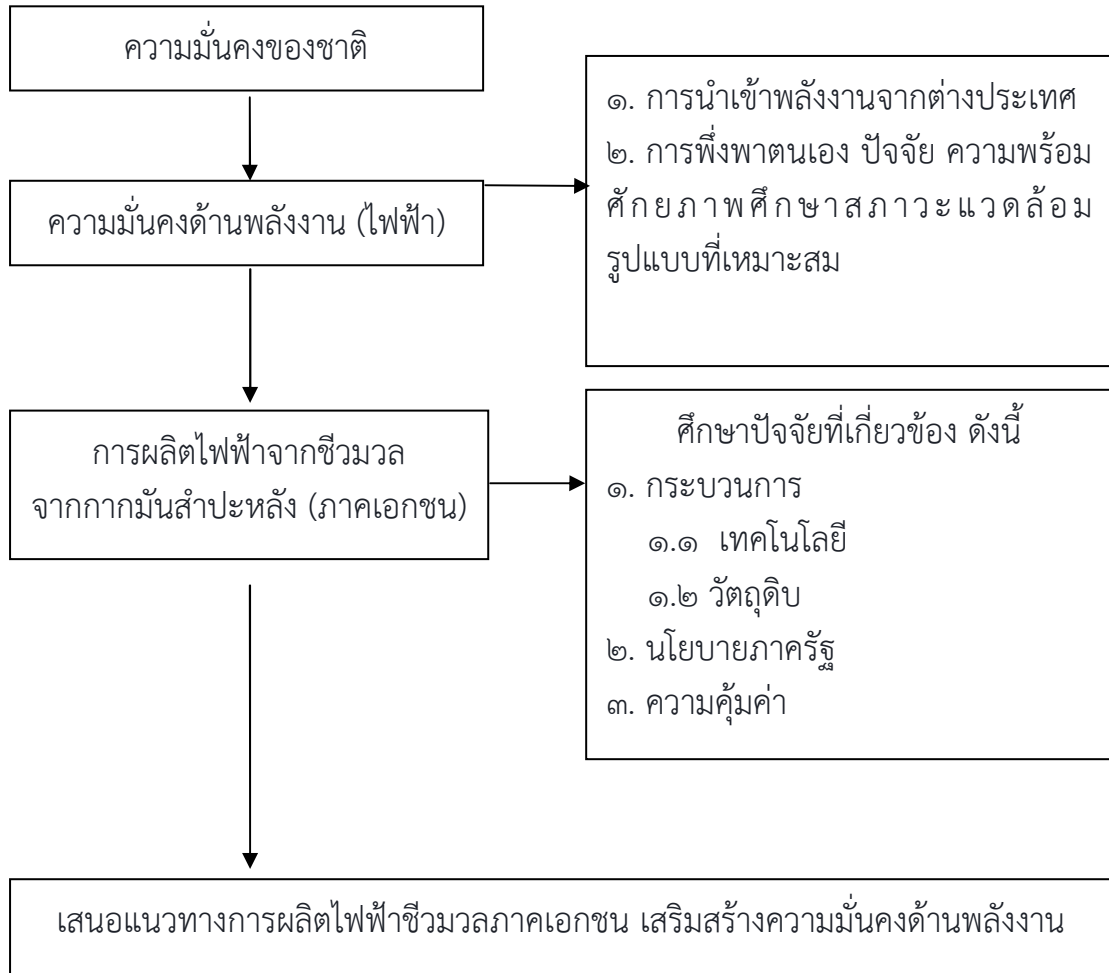 ความมั่นคงของชาติ
ความมั่นคงด้านพลังงาน (ไฟฟ้า)
๑. การนำเข้าพลังงานจากต่างประเทศ
๒. การพึ่งพาตนเอง ปัจจัย ความพร้อม
ศักยภาพศึกษาสภาวะแวดล้อม
รูปแบบที่เหมาะสม
การผลิตไฟฟ้าจากชีวมวล
จากกากมันสำปะหลัง (ภาคเอกชน)
ศึกษาปัจจัยที่เกี่ยวข้อง ดังนี้
๑. กระบวนการ
๑.๑ เทคโนโลยี
๑.๒ วัตถุดิบ
๒. นโยบายภาครัฐ
๓. ความคุ้มค่า
เสนอแนวทางการผลิตไฟฟ้าชีวมวลภาคเอกชน เสริมสร้างความมั่นคงด้านพลังงาน